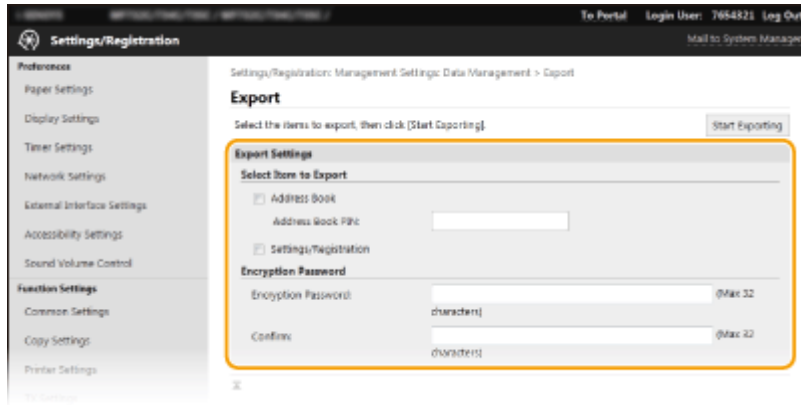 To Portal Login User: 7654321 Log Out
Settings/Registration
Mail to System Manager
Preferences
Paper Settings
Display Settings
Timer Settings
Network Settings
External Interface Settings
Accessibility Settings
Sound Volume Control
Function Settings
Common Settings
Copy Settings
Printer Settings
Settings/Registration: Management Settings: Data Management > Export
Export
Select the items to export, then click [Start Exporting].
Start Exporting
Export Settings
Select Item to Export
Address Book
Address Book PIN:
Settings/Registration
Encryption Password
Encryption Password:
(Max 32
characters)
Confirm:
(Max 32
characters)